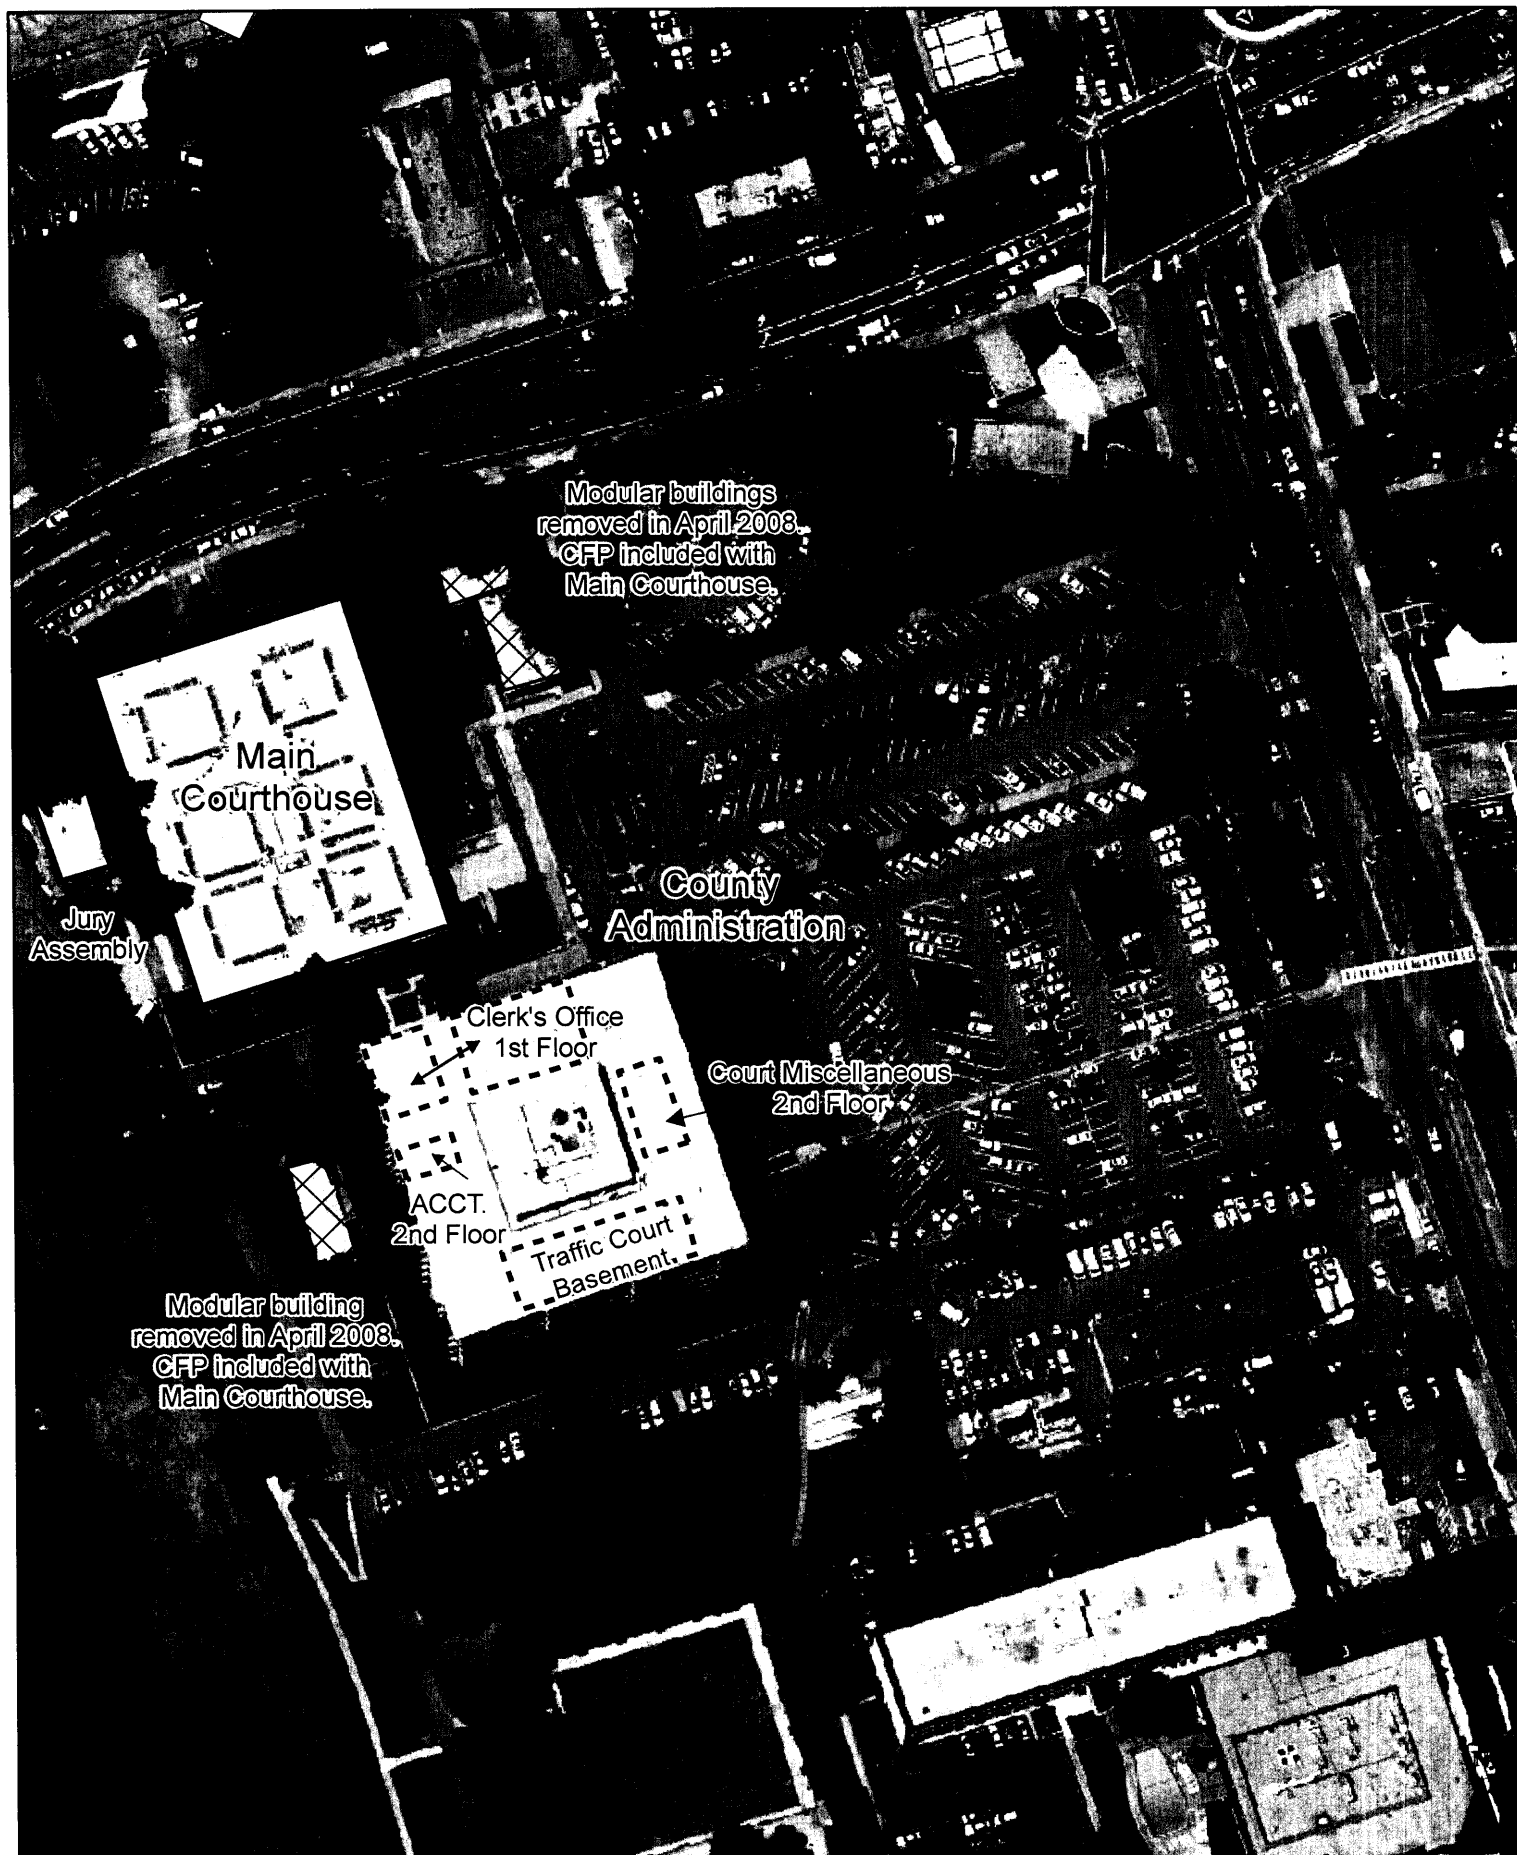 Modular buildings
removed in April 2008.
CFP included with
Main Courthouse.
Main
Courthouse
County
Administration
Jury
Assembly
Clerk's Office
1st Floor
Court Miscellaneous
2nd Floor
ACCT.
2nd Floor
Traffic Court
Basement.
Modular building
removed in April 2008.
CFP included with
Main Courthouse.